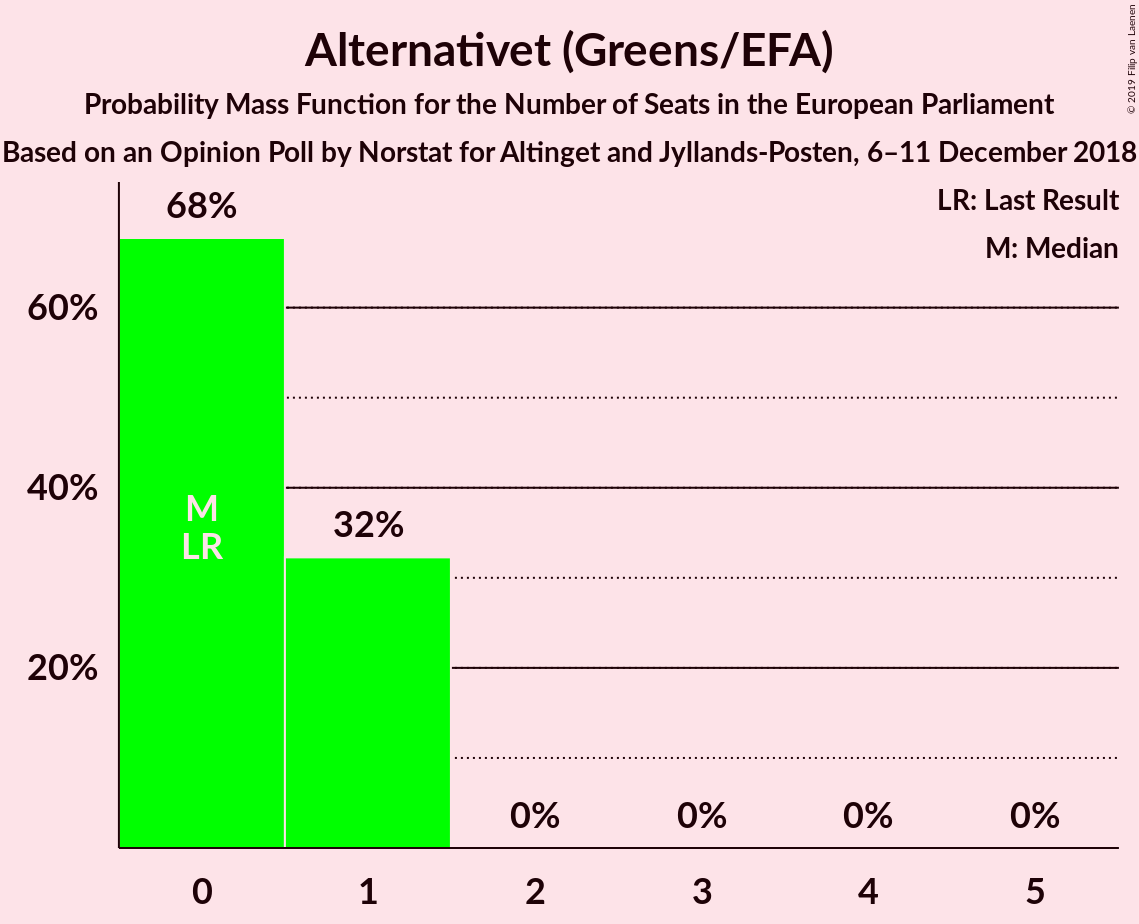 Alternativet (Greens/EFA)
Probability Mass Function for the Number of Seats in the European Parliament
Based on an Opinion Poll by Norstat for Altinget and Jyllands-Posten, 6–11 December 2018
© 2019 Filip van Laenen
LR: Last Result
M: Median
68%
60%
40%
20%
M
LR
32%
0%
0%
0%
0%
0
1
2
3
4
5